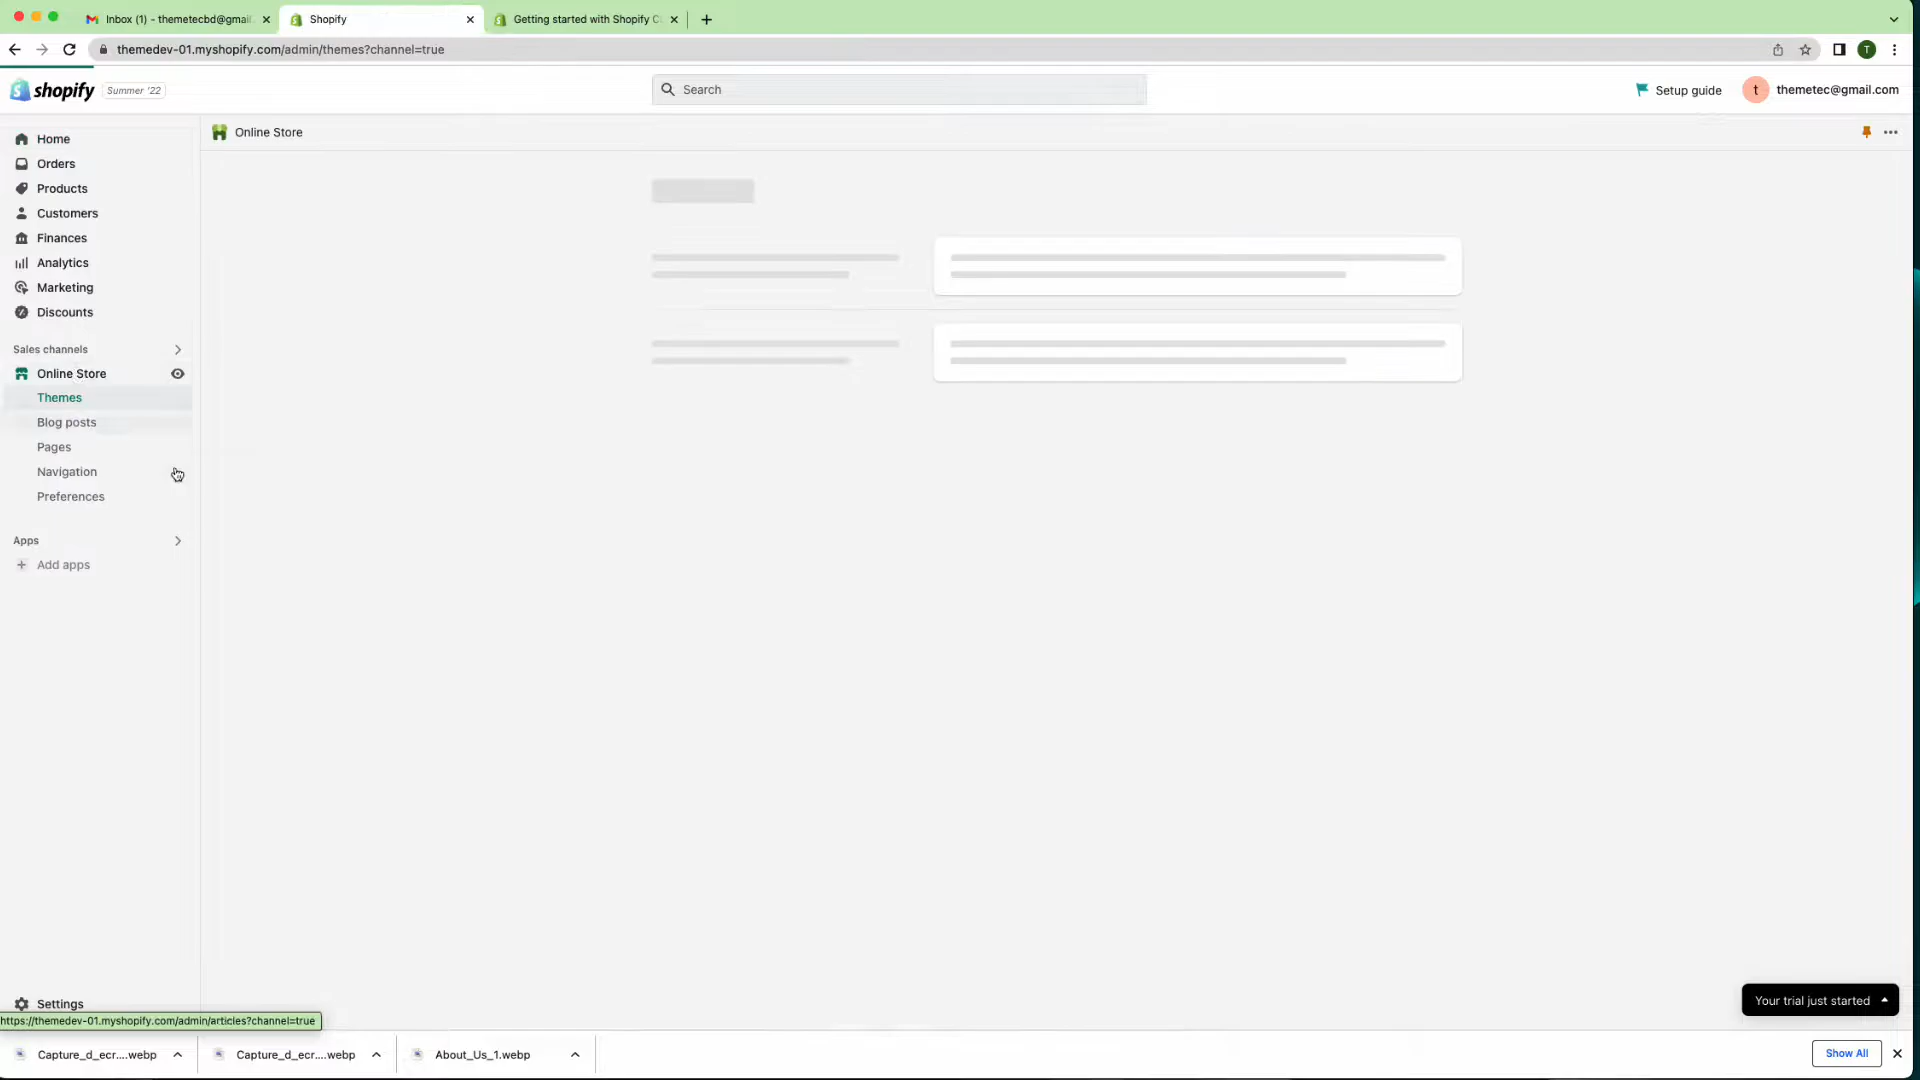 Inbox (1) - themetecbd@gmail
Shopify
Getting started with Shopify C
themedev-01.myshopify.com/admin/themes?channel=true
T
shopify
Summer '22
Search
Setup guide
t
themetec@gmail.com
Home
Orders
Products
Customers
Finances
Analytics
Marketing
Discounts
Sales channels
Online Store
Themes
Blog posts
Pages
Navigation
Preferences
Apps
Add apps
Settings
Online Store
Your trial just started
https://themedev-01.myshopify.com/admin/articles?channel=true
Capture_d_ecr....webp
Capture_d_ecr....webp
About_Us_1.webp
Show All